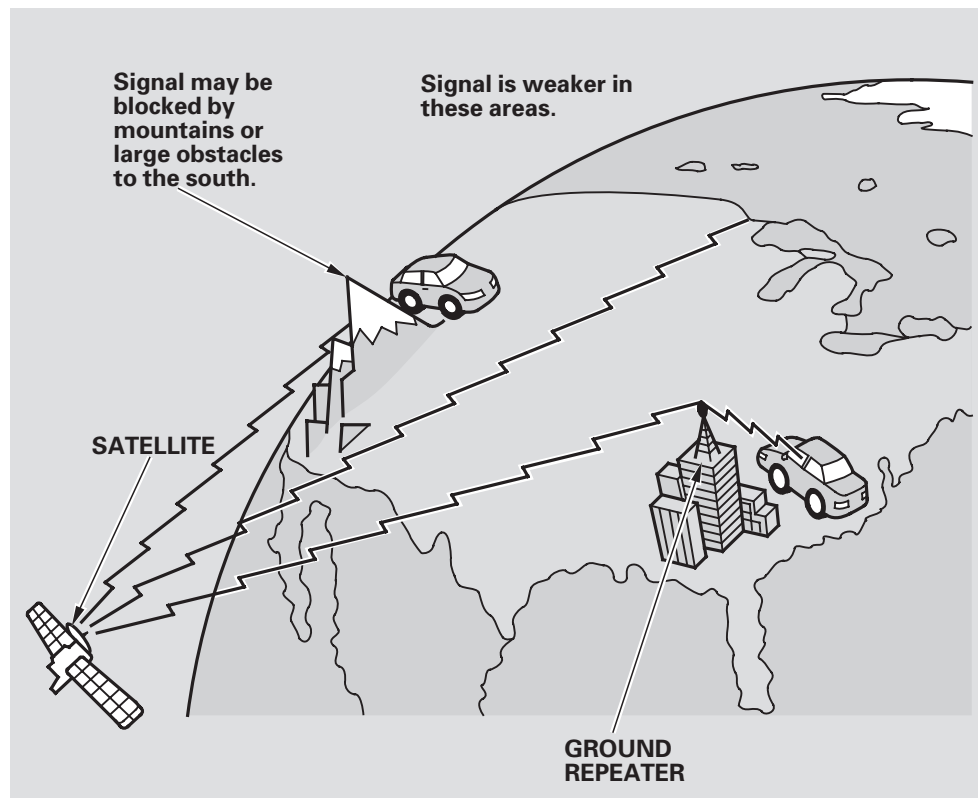 Signal may be
blocked by
mountains or
large obstacles
to the south.
Signal is weaker in
these areas.
SATELLITE
GROUND
REPEATER